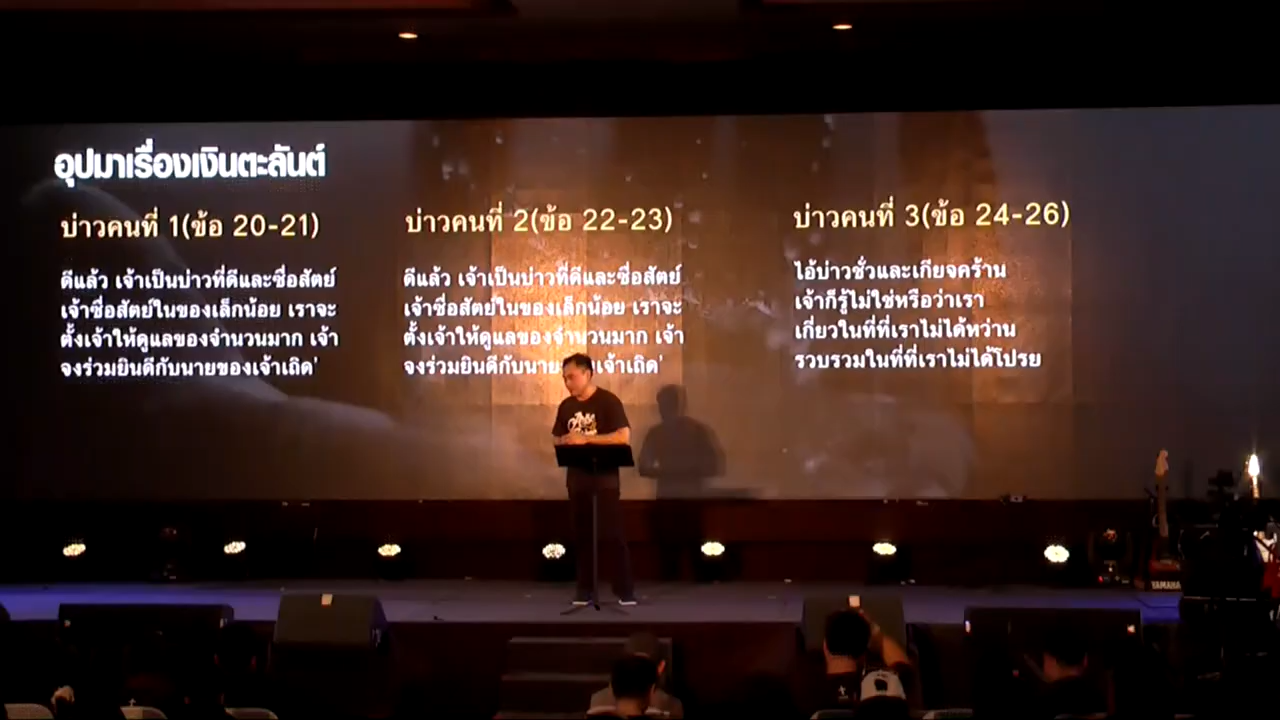 อุปมาเรื่องเงินตะลันต์
บ่าวคนที่ 1(ข้อ 20-21)
ดีแล้ว เจ้าเป็นบ่าวที่ดีและซื่อสัตย์
เจ้าซื่อสัตย์ในของเล็กน้อย เราจะ
ตั้งเจ้าให้ดูแลของจำนวนมาก เจ้า
จงร่วมยินดีกับนายของเจ้าเถิด'
บ่าวคนที่ 2(ข้อ 22-23)
ดีแล้ว เจ้าเป็นบ่าวที่ดีและซื่อสัตย์
เจ้าซื่อสัตย์ในของเล็กน้อย เราจะ
ตั้งเจ้าให้ดูแลของจำนวนมาก เจ้า
จงร่วมยินดีกับนาย เจ้าเถิด'
บ่าวคนที่ 3(ข้อ 24-26)
ไอ้บ่าวชั่วและเกียจคร้าน
เจ้าก็รู้ไม่ใช่หรือว่าเรา
เกี่ยวในที่ที่เราไม่ได้หว่าน
รวบรวมในที่ที่เราไม่ได้โปรย
YAMAHA